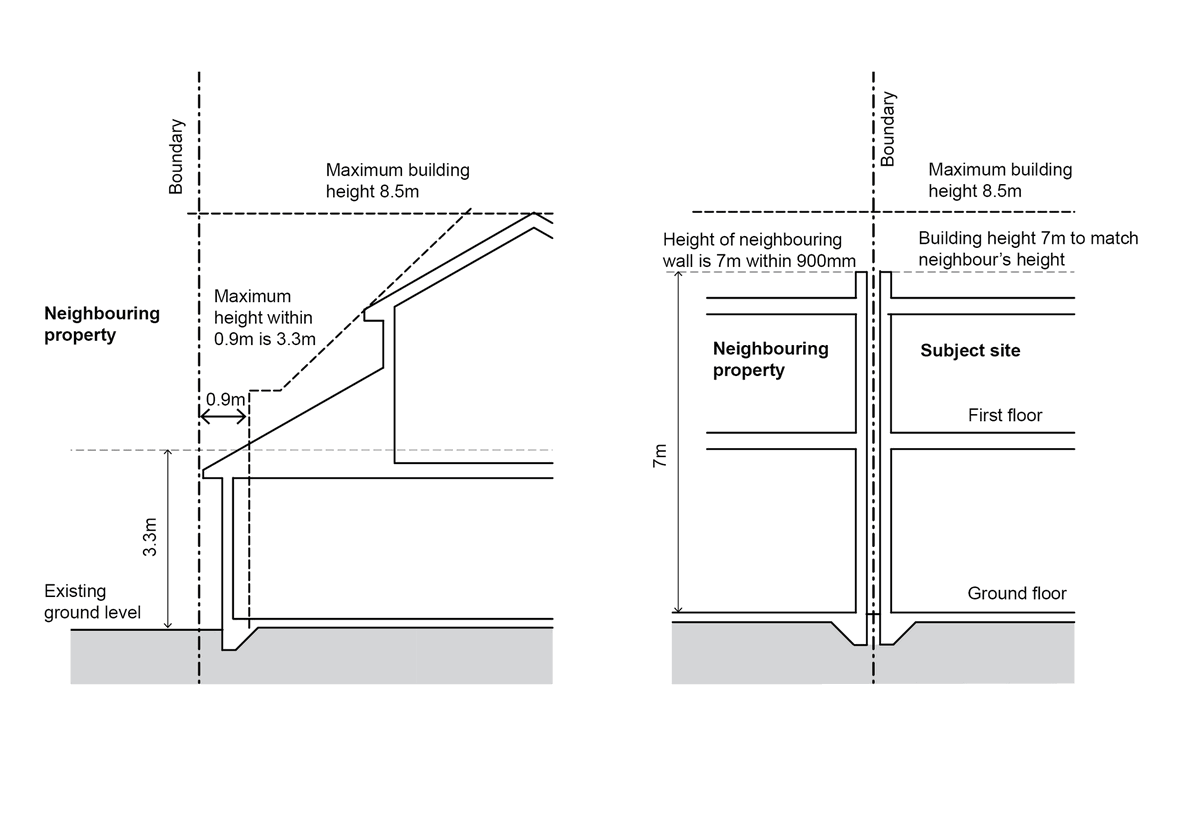 Boundary
Maximum building
height 8.5m
Maximum
height within
0.9m is 3.3m
Neighbouring
property
0.9m
3.3m
Existing
ground level
Boundary
Maximum building
height 8.5m
Height of neighbouring
wall is 7m within 900mm
Building height 7m to match
neighbour's height
Neighbouring
property
Subject site
First floor
7m
Ground floor